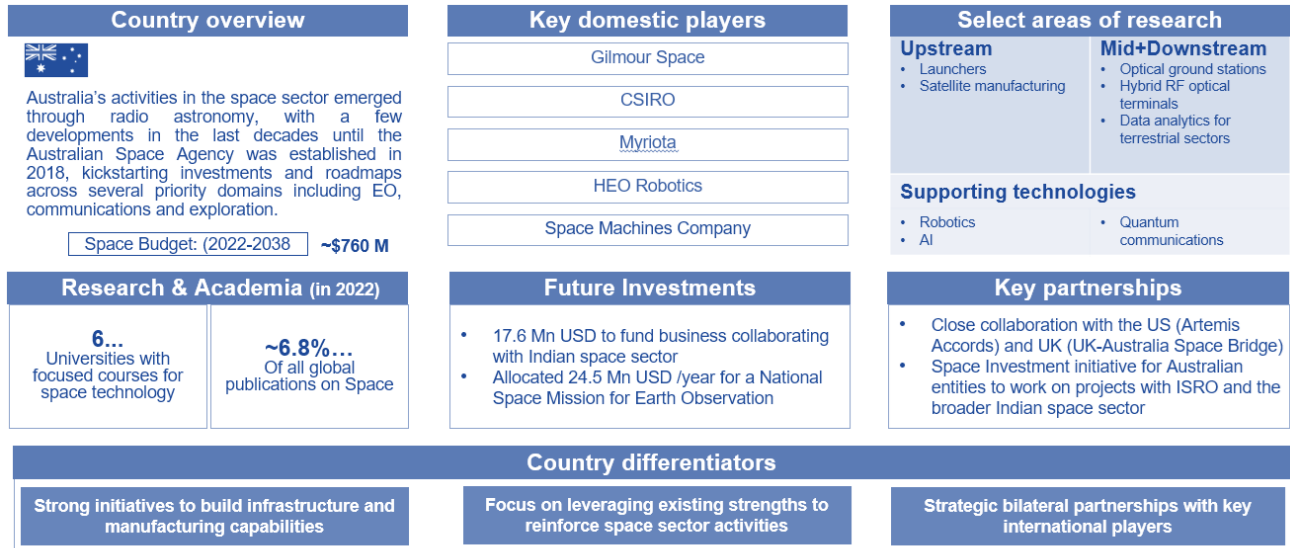 Country overview
Australia's activities in the space sector emerged
through radio astronomy, with a few
developments in the last decades until the
Australian Space Agency was established in
2018, kickstarting investments and roadmaps
across several priority domains including EO,
communications and exploration.
Space Budget: (2022-2038
~$760 M
Key domestic players
Gilmour Space
CSIRO
Myriota
HEO Robotics
Space Machines Company
Select areas of research
Upstream
• Launchers
• Satellite manufacturing
Mid+Downstream
• Optical ground stations
• Hybrid RF optical
terminals
• Data analytics for
terrestrial sectors
Supporting technologies
• Robotics
• AI
• Quantum
communications
Research & Academia (in 2022)
6...
Universities with
focused courses for
space technology
~6.8%...
Of all global
publications on Space
Future Investments
• 17.6 Mn USD to fund business collaborating
with Indian space sector
• Allocated 24.5 Mn USD /year for a National
Space Mission for Earth Observation
Key partnerships
• Close collaboration with the US (Artemis
Accords) and UK (UK-Australia Space Bridge)
• Space Investment initiative for Australian
entities to work on projects with ISRO and the
broader Indian space sector
Country differentiators
Strong initiatives to build infrastructure and
manufacturing capabilities
Focus on leveraging existing strengths to
reinforce space sector activities
Strategic bilateral partnerships with key
international players